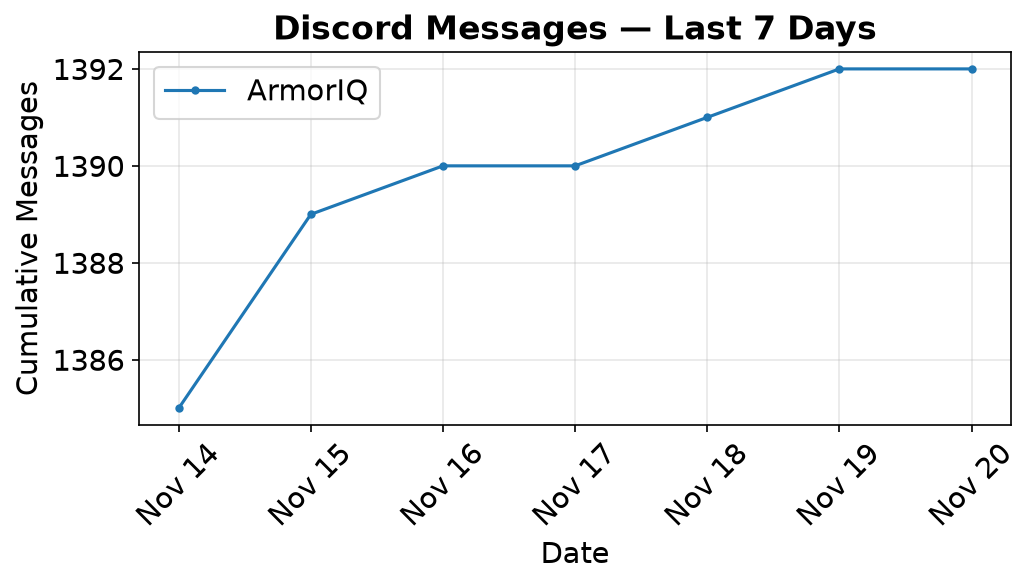 Discord Messages — Last 7 Days
ArmorIQ
Cumulative Messages
1392
1390
1388
1386
Nov 14
Nov 15
Nov 16
Nov 17
Nov 18
Nov 19
Nov 20
Date